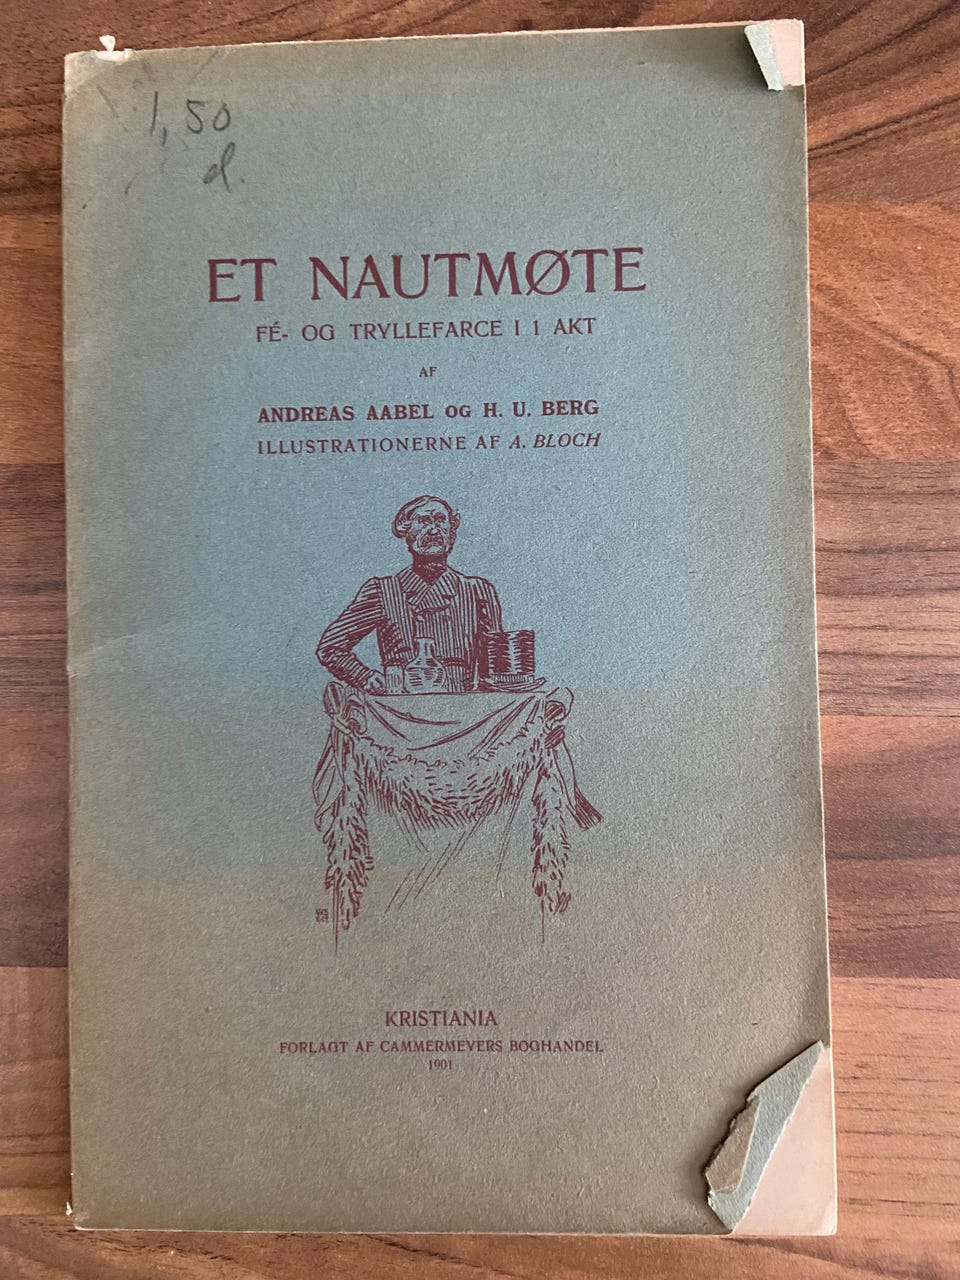 1,50
d.
ET NAUTMØTE
FÉ- OG TRYLLEFARCE I 1 AKT
AF
ANDREAS AABEL OG H. U. BERG
ILLUSTRATIONERNE AF A. BLOCH
KRISTIANIA
FORLAGT AF CAMMERMEYERS BOGHANDEL
1901